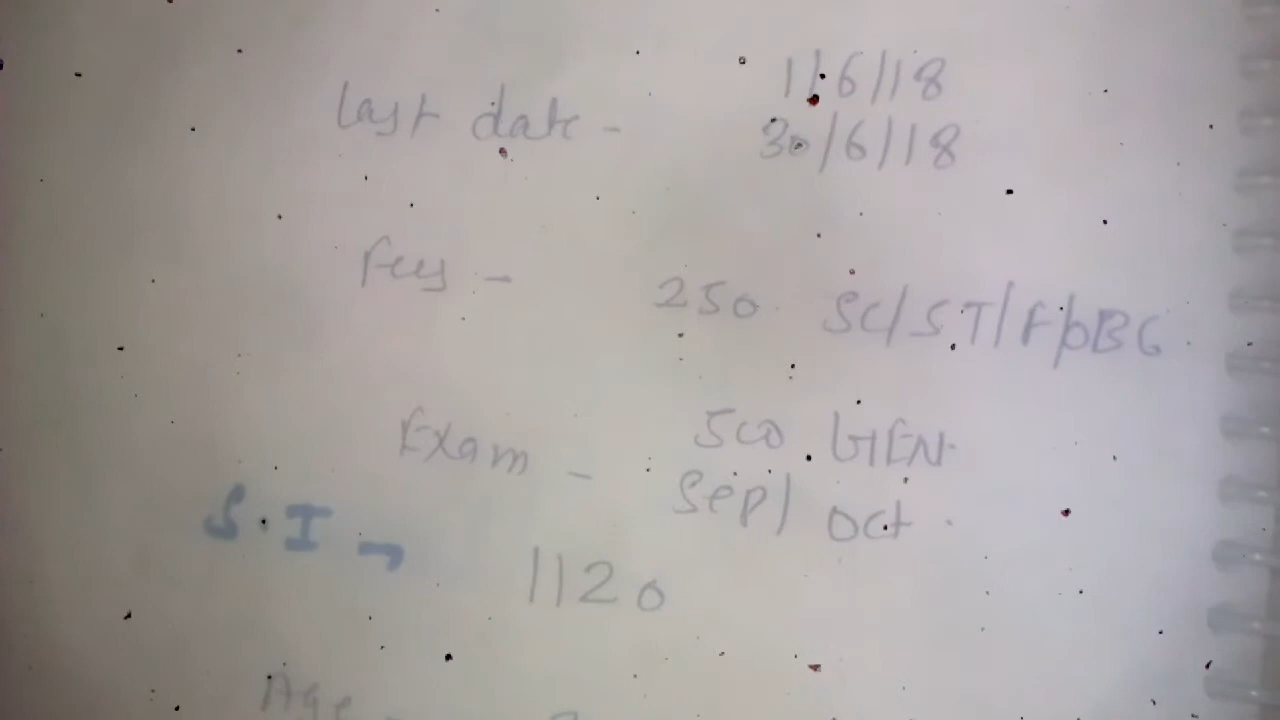 1/6/18
Last date - 30/6/18
Fees - 250 SC/ST/F/OBC
500 GEN.
Exam - Sep/ Oct.
S.I - 1120
Age -